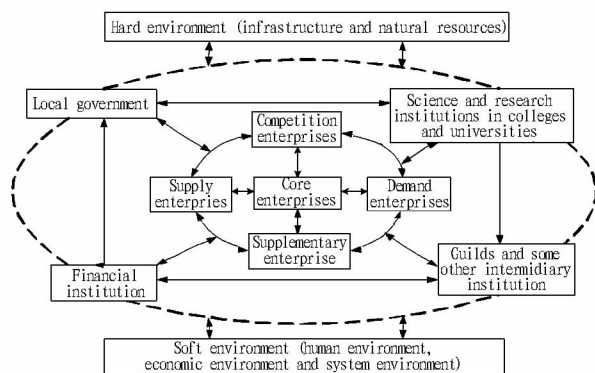 Hard environment (infrastructure and natural resources)
Local government
Science and research
institutions in colleges
and universities
Competition
enterprises
Supply
enterpries
Core
enterprises
Demand
enterprises
Supplementary
enterprise
Financial
institution
Guilds and some
other intermidiary
institution
Soft environment (human environment,
economic environment and system environment)